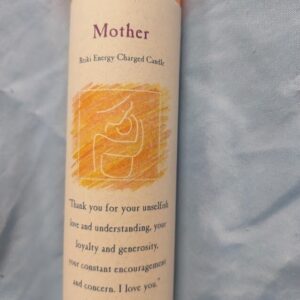 Mother
Reiki Energy Charged Candle
"Thank you for your unselfish
love and understanding, your
loyalty and generosity,
your constant encouragement
and concern. I love you."